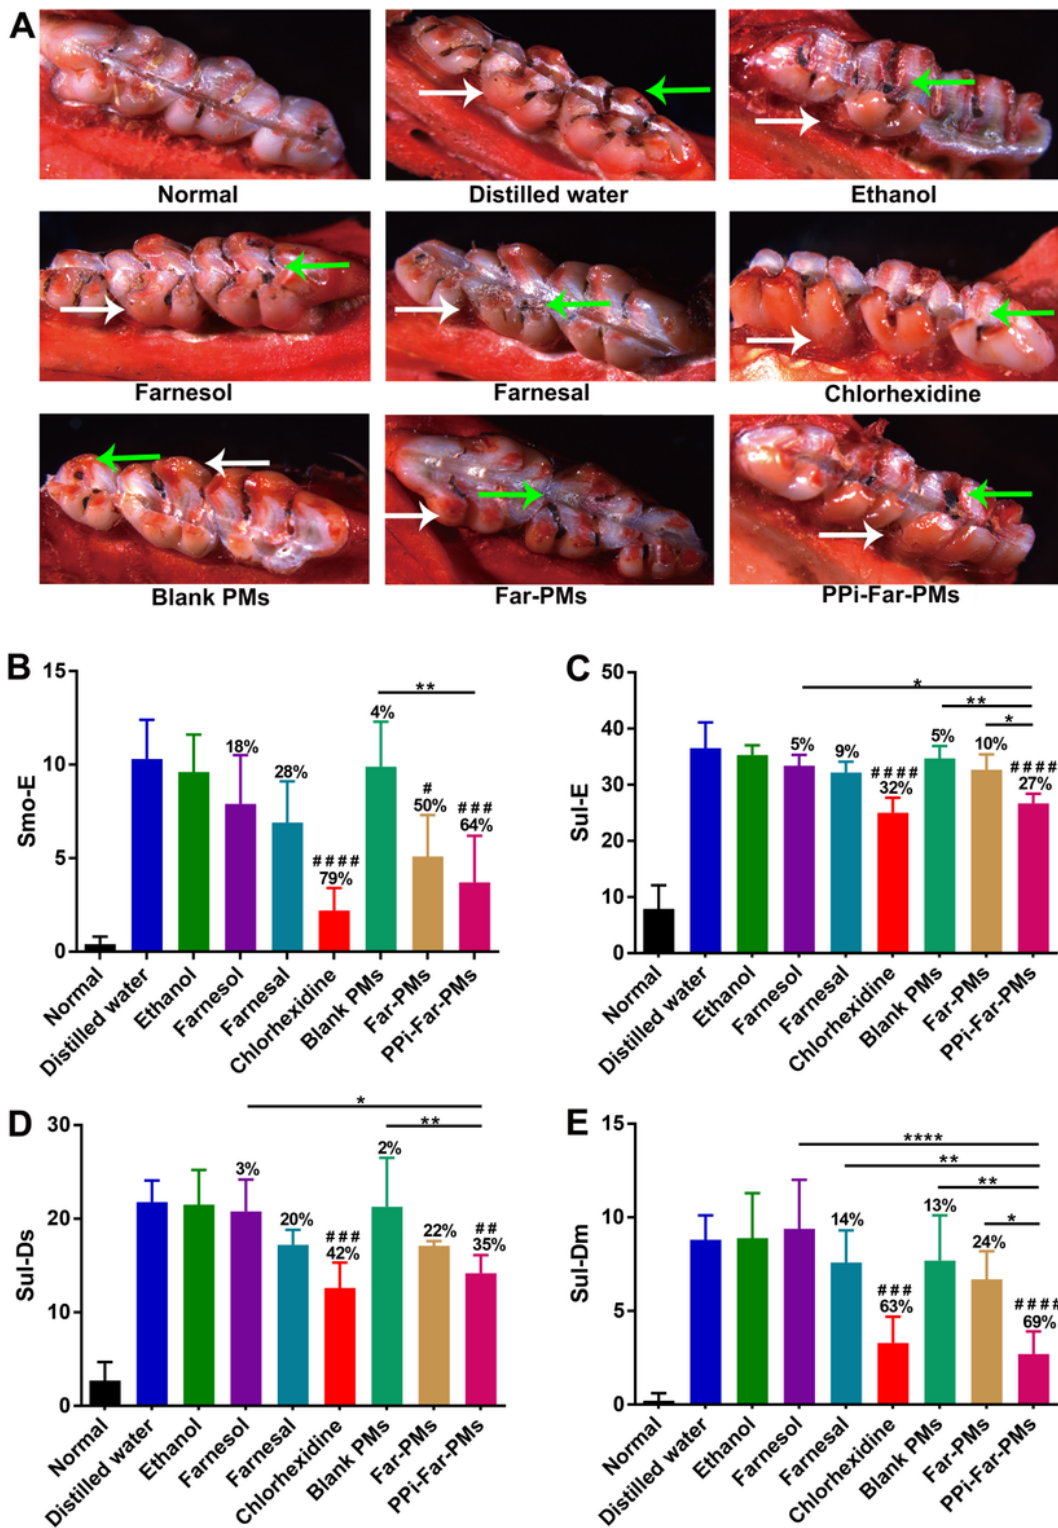 A
Normal
Distilled water
Ethanol
Farnesol
Farnesal
Chlorhexidine
Blank PMs
Far-PMs
PPi-Far-PMs
B
Smo-E
15
10
5
0
**
18%
28%
####
79%
4%
#
50%
###
64%
Normal
Distilled water
Ethanol
Farnesol
Farnesal
Chlorhexidine
Blank PMs
Far-PMs
PPi-Far-PMs
C
Sul-E
50
40
30
20
10
0
*
**
*
5%
9%
####
32%
5%
10%
####
27%
Normal
Distilled water
Ethanol
Farnesol
Farnesal
Chlorhexidine
Blank PMs
Far-PMs
PPi-Far-PMs
D
Sul-Ds
30
20
10
0
*
**
3%
20%
###
42%
2%
22%
##
35%
Normal
Distilled water
Ethanol
Farnesol
Farnesal
Chlorhexidine
Blank PMs
Far-PMs
PPi-Far-PMs
E
Sul-Dm
15
10
5
0
****
**
**
*
14%
###
63%
13%
24%
####
69%
Normal
Distilled water
Ethanol
Farnesol
Farnesal
Chlorhexidine
Blank PMs
Far-PMs
PPi-Far-PMs